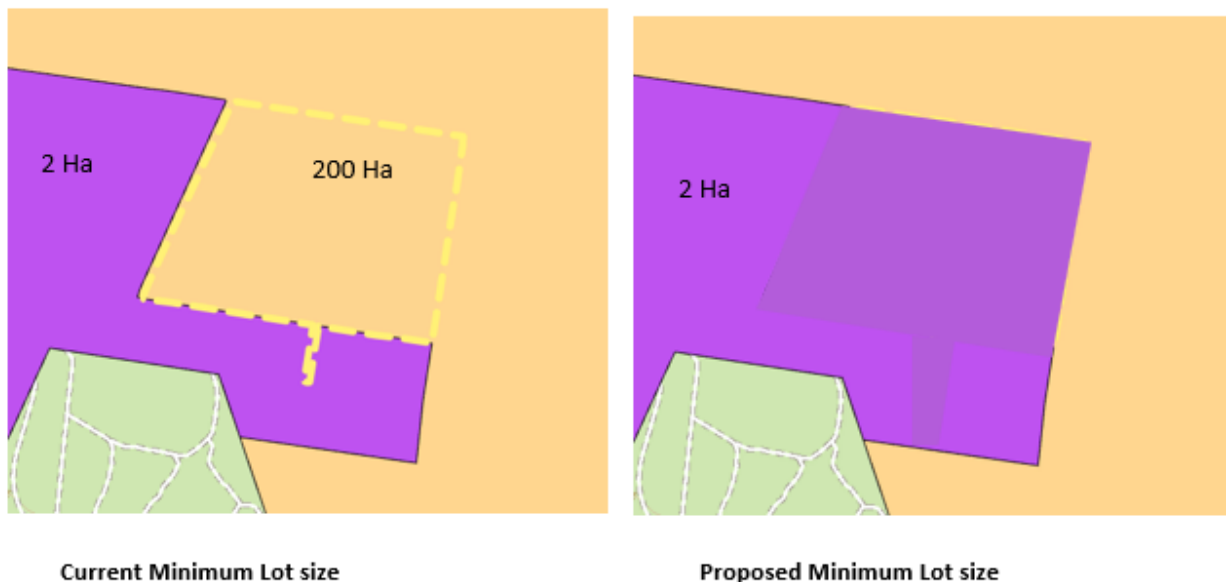 2 Ha
200 Ha
2 Ha
Current Minimum Lot size
Proposed Minimum Lot size